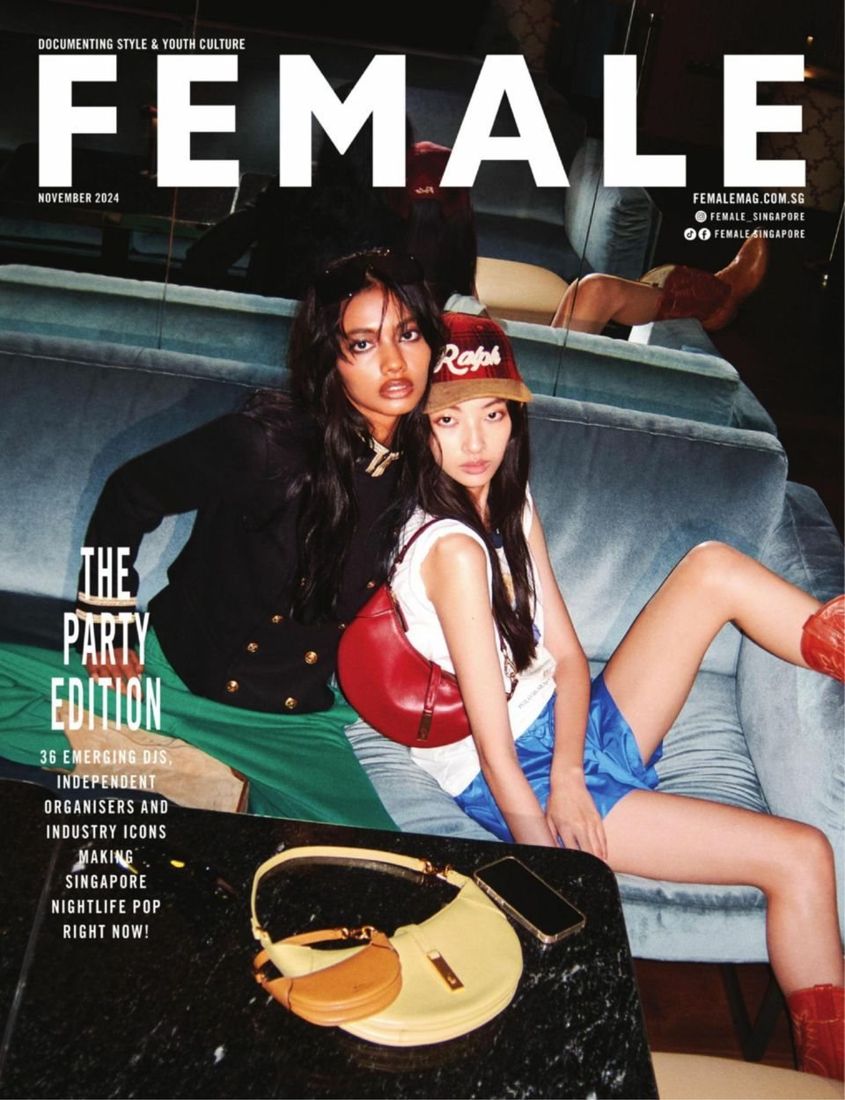 DOCUMENTING STYLE & YOUTH CULTURE
FEMALE
NOVEMBER 2024
FEMALEMAG.COM.SG
FEMALE_SINGAPORE
FEMALE.SINGAPORE
Ralph
THE
PARTY
EDITION
36 EMERGING DJS,
INDEPENDENT
ORGANISERS AND
INDUSTRY ICONS
MAKING
SINGAPORE
NIGHTLIFE POP
RIGHT NOW!